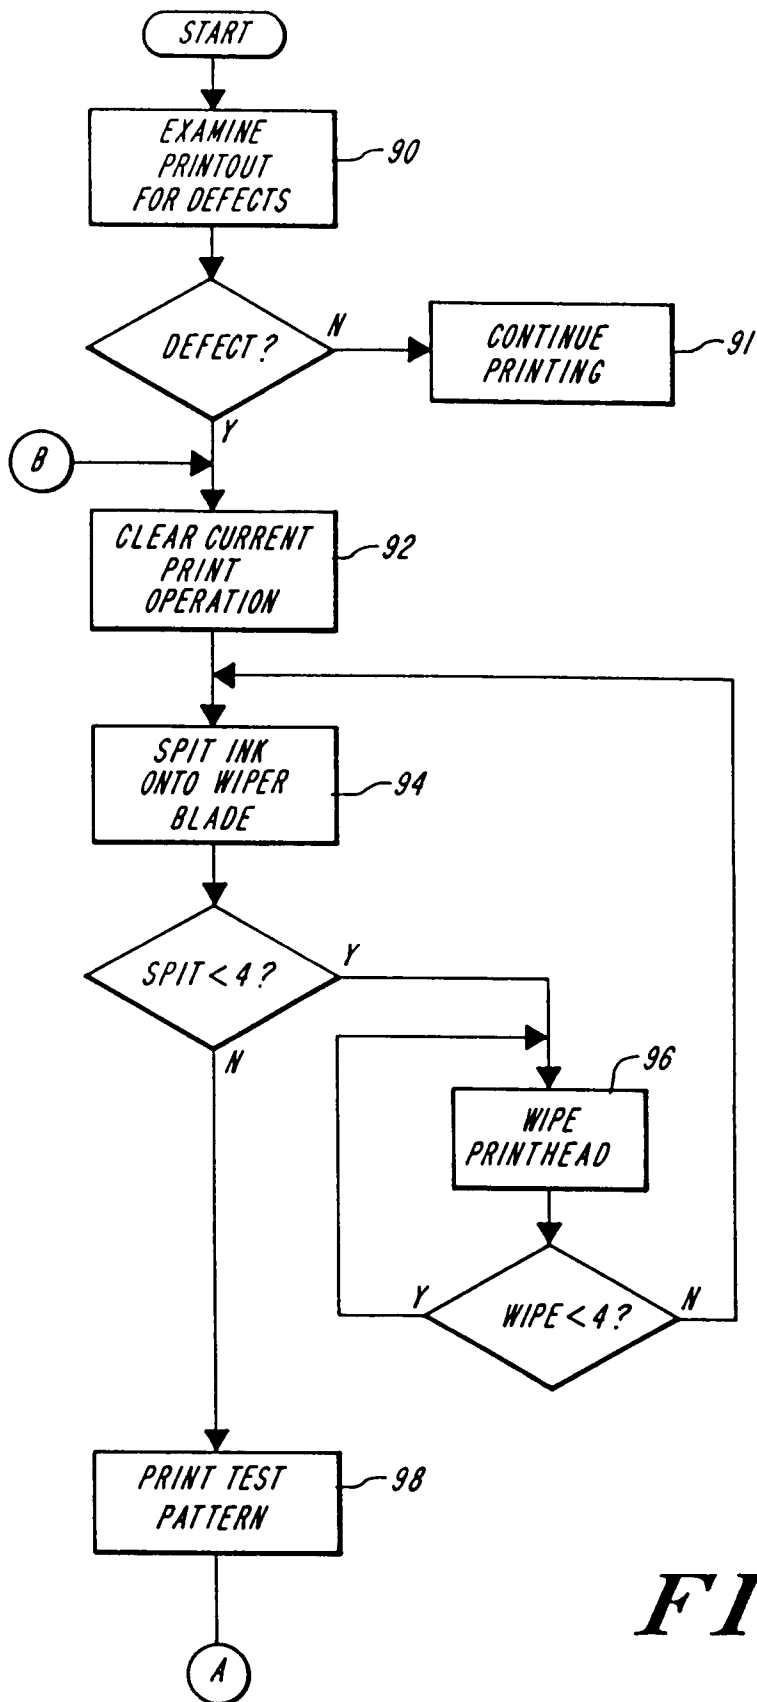 START
EXAMINE
PRINTOUT
FOR DEFECTS
90
DEFECT?
N
CONTINUE
PRINTING
91
Y
B
CLEAR CURRENT
PRINT
OPERATION
92
SPIT INK
ONTO WIPER
BLADE
94
SPIT < 4 ?
Y
N
96
WIPE
PRINTHEAD
Y
WIPE < 4 ?
N
PRINT TEST
PATTERN
98
A
FI